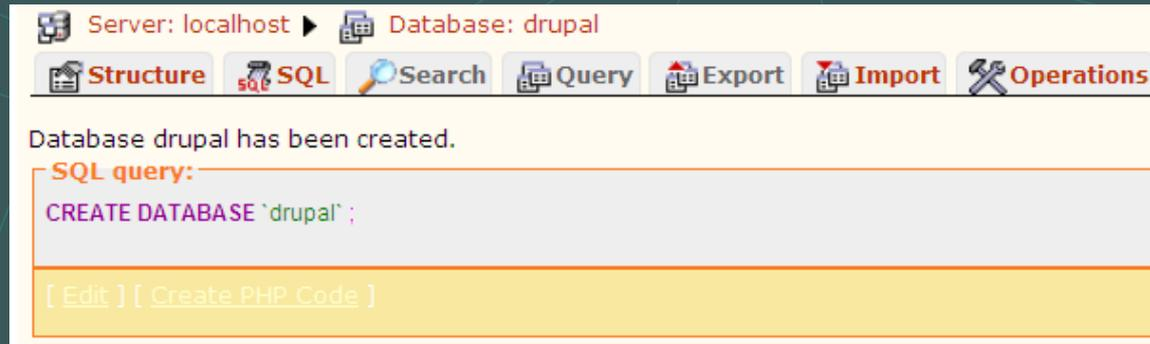 Server: localhost ▶ Database: drupal
Structure SQL Search Query Export Import Operations
Database drupal has been created.
SQL query:
CREATE DATABASE `drupal` ;
[ Edit ] [ Create PHP Code ]